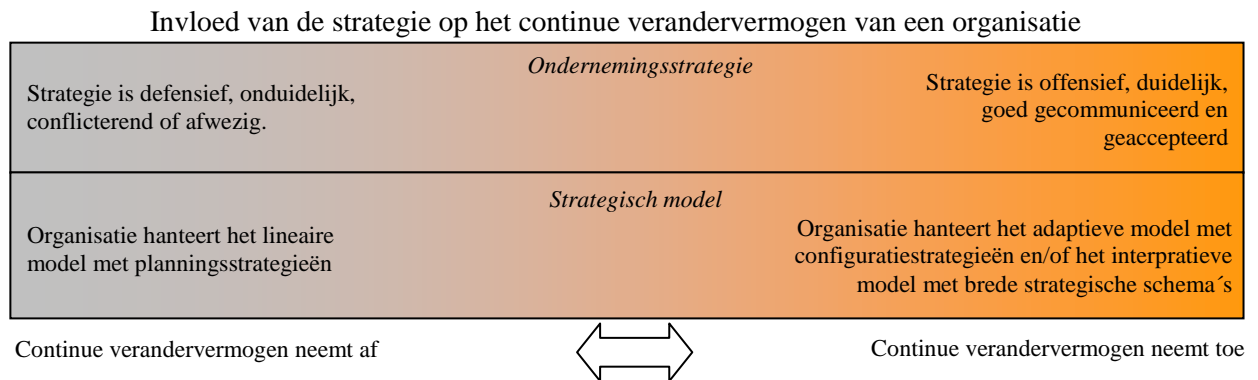 Invloed van de strategie op het continue verandervermogen van een organisatie
Ondernemingsstrategie
Strategie is defensief, onduidelijk,
conflicterend of afwezig.
Strategie is offensief, duidelijk,
goed gecommuniceerd en
geaccepteerd
Strategisch model
Organisatie hanteert het lineaire
model met planningsstrategieën
Organisatie hanteert het adaptieve model met
configuratiestrategieën en/of het interpratieve
model met brede strategische schema´s
Continue verandervermogen neemt af
Continue verandervermogen neemt toe